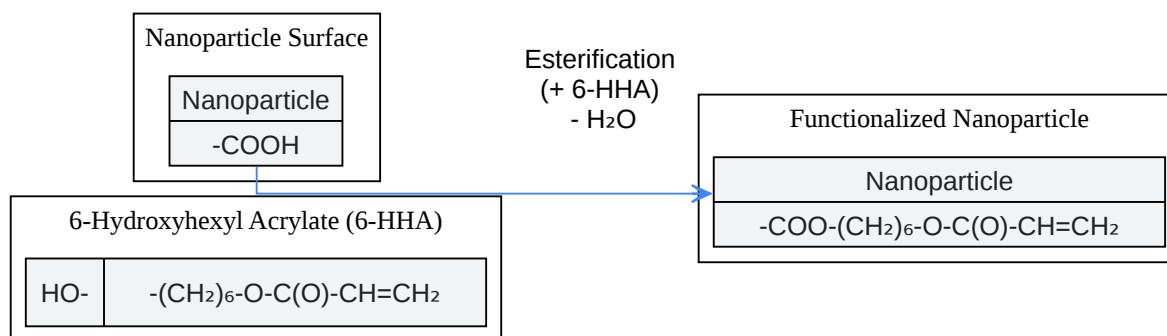 Nanoparticle Surface
Nanoparticle
-COOH
Esterification
(+ 6-HHA)
- H₂O
Functionalized Nanoparticle
Nanoparticle
-COO-(CH₂)₆-O-C(O)-CH=CH₂
6-Hydroxyhexyl Acrylate (6-HHA)
HO- -(CH₂)₆-O-C(O)-CH=CH₂